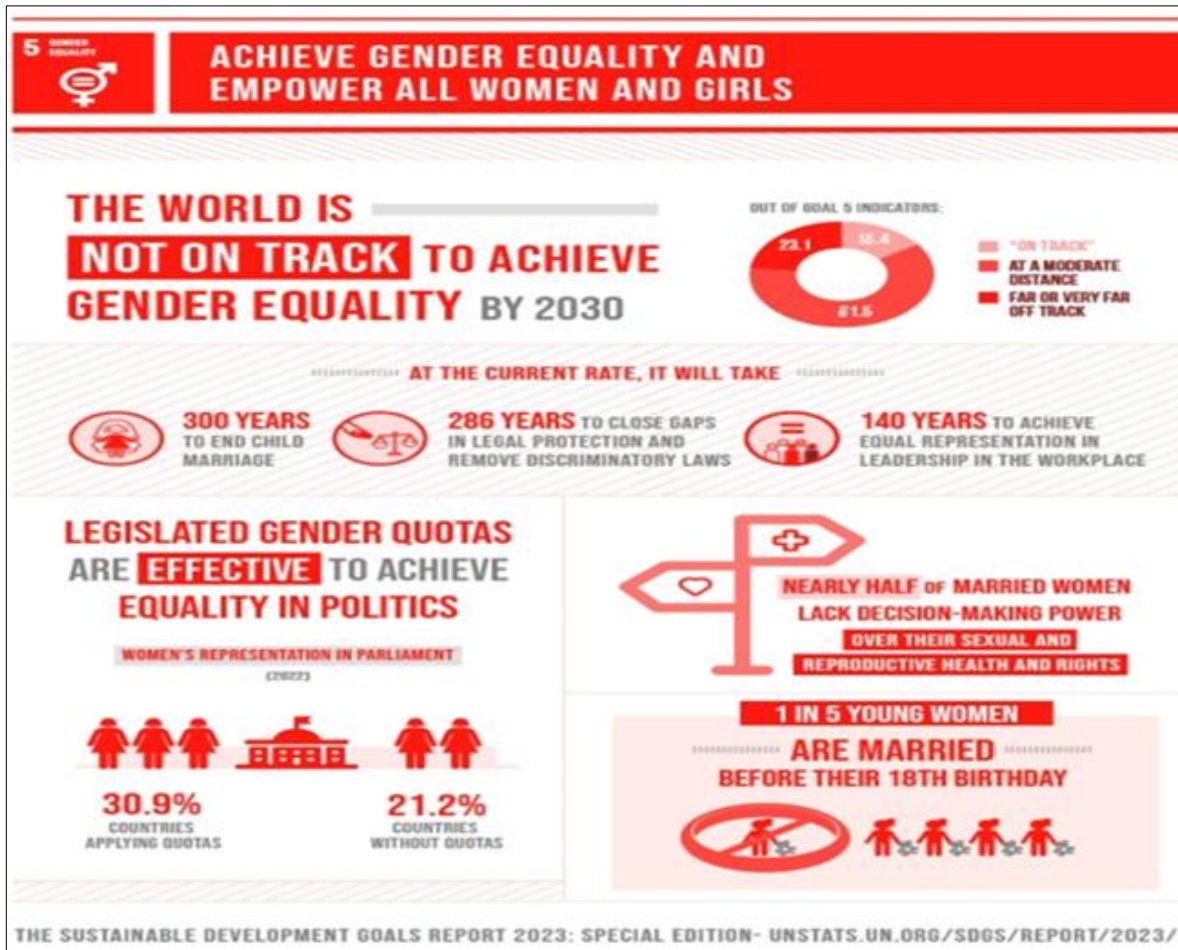 5 GENDER
EQUALITY
ACHIEVE GENDER EQUALITY AND
EMPOWER ALL WOMEN AND GIRLS
THE WORLD IS
NOT ON TRACK TO ACHIEVE
GENDER EQUALITY BY 2030
OUT OF GOAL 5 INDICATORS:
23.1
15.4
61.5
"ON TRACK"
AT A MODERATE
DISTANCE
FAR OR VERY FAR
OFF TRACK
AT THE CURRENT RATE, IT WILL TAKE
300 YEARS
TO END CHILD
MARRIAGE
286 YEARS TO CLOSE GAPS
IN LEGAL PROTECTION AND
REMOVE DISCRIMINATORY LAWS
140 YEARS TO ACHIEVE
EQUAL REPRESENTATION IN
LEADERSHIP IN THE WORKPLACE
LEGISLATED GENDER QUOTAS
ARE EFFECTIVE TO ACHIEVE
EQUALITY IN POLITICS
WOMEN'S REPRESENTATION IN PARLIAMENT
(2022)
30.9%
COUNTRIES
APPLYING QUOTAS
21.2%
COUNTRIES
WITHOUT QUOTAS
NEARLY HALF OF MARRIED WOMEN
LACK DECISION-MAKING POWER
OVER THEIR SEXUAL AND
REPRODUCTIVE HEALTH AND RIGHTS
1 IN 5 YOUNG WOMEN
ARE MARRIED
BEFORE THEIR 18TH BIRTHDAY
THE SUSTAINABLE DEVELOPMENT GOALS REPORT 2023: SPECIAL EDITION- UNSTATS.UN.ORG/SDGS/REPORT/2023/